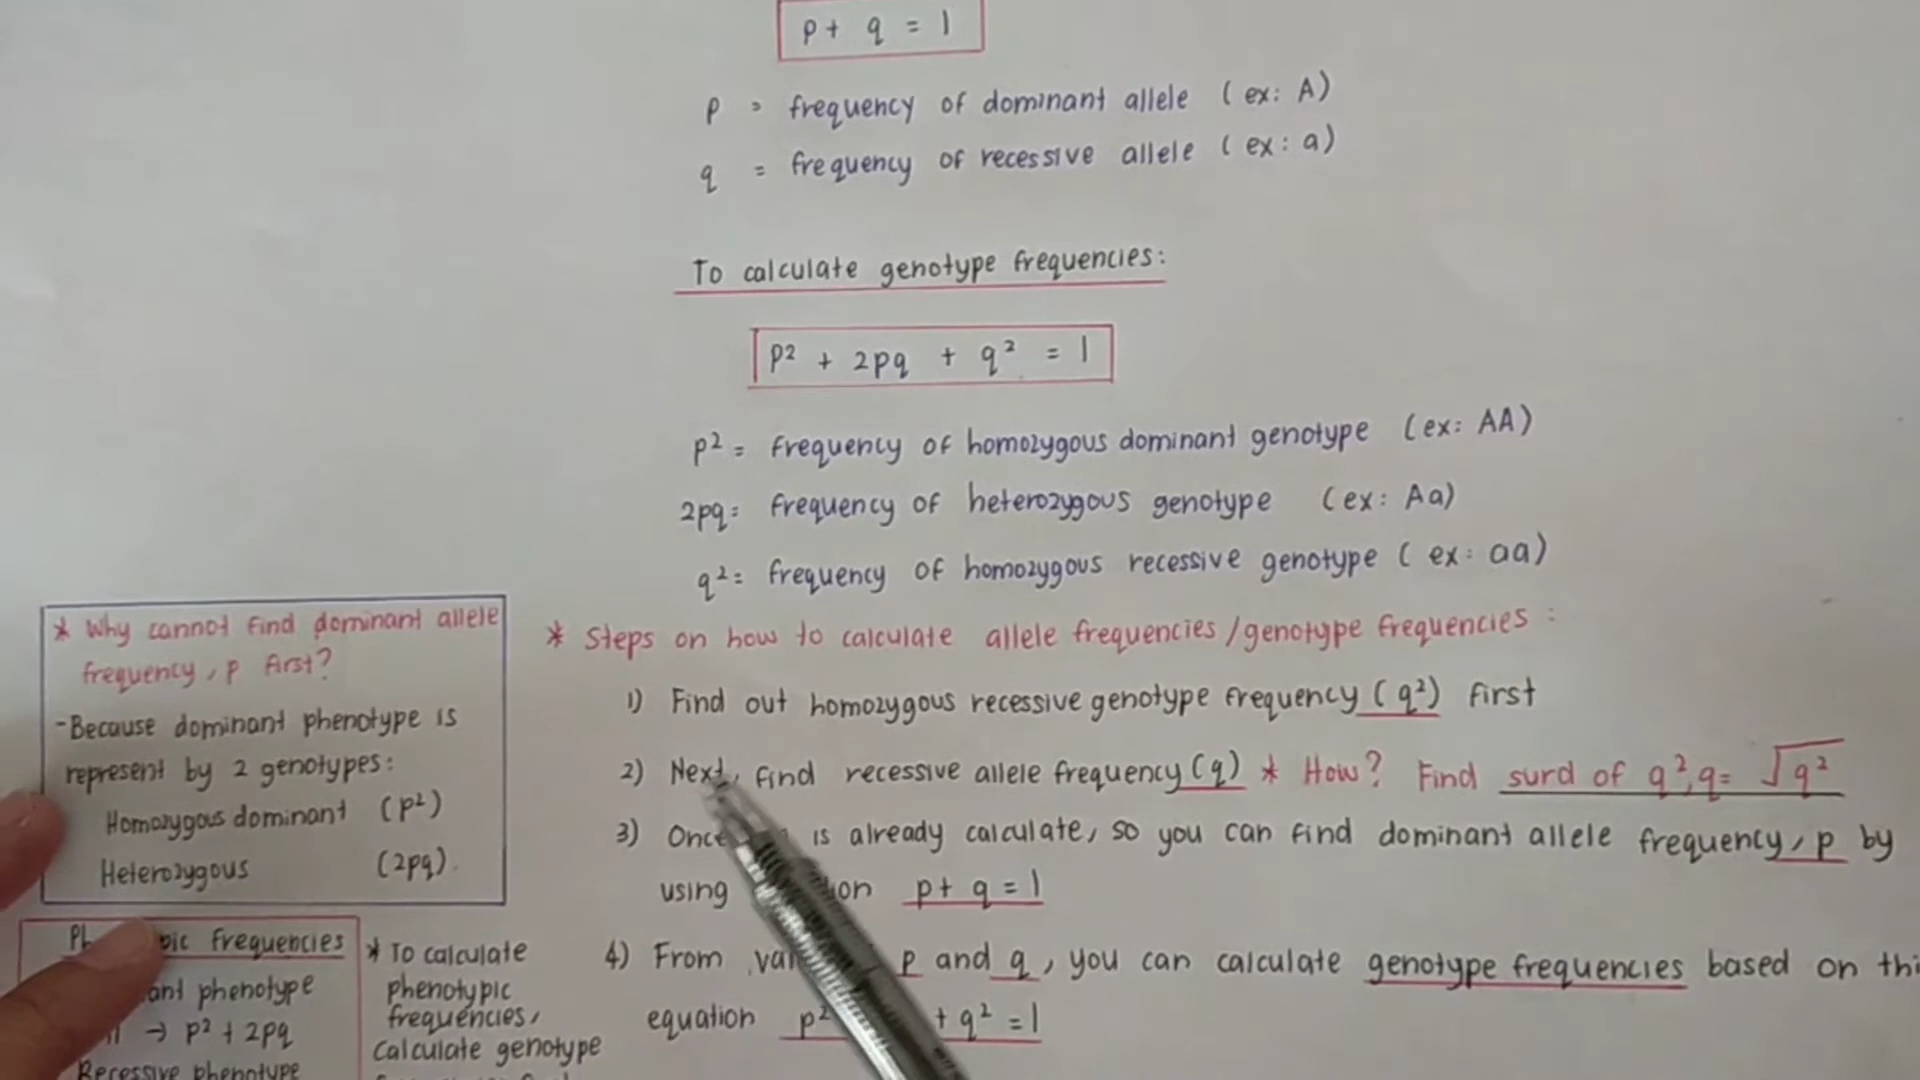 p + q = 1
p = frequency of dominant allele (ex: A)
q = frequency of recessive allele (ex: a)
To calculate genotype frequencies:
p² + 2pq + q² = 1
p² = frequency of homozygous dominant genotype (ex: AA)
2pq = frequency of heterozygous genotype (ex: Aa)
q² = frequency of homozygous recessive genotype (ex: aa)
* Steps on how to calculate allele frequencies/genotype frequencies:
1) Find out homozygous recessive genotype frequency (q²) first
2) Next, find recessive allele frequency (q) * How? Find surd of q², q = √q²
3) Once is already calculate, so you can find dominant allele frequency, p by
using p + q = 1
4) From p and q, you can calculate genotype frequencies based on
equation p² + q² = 1
* Why cannot find dominant allele
frequency, p first?
- Because dominant phenotype is
represent by 2 genotypes:
Homozygous dominant (p²)
Heterozygous (2pq).
frequencies
phenotype
→ p² + 2pq
Recessive phenotype
* To calculate
phenotypic
frequencies,
calculate genotype